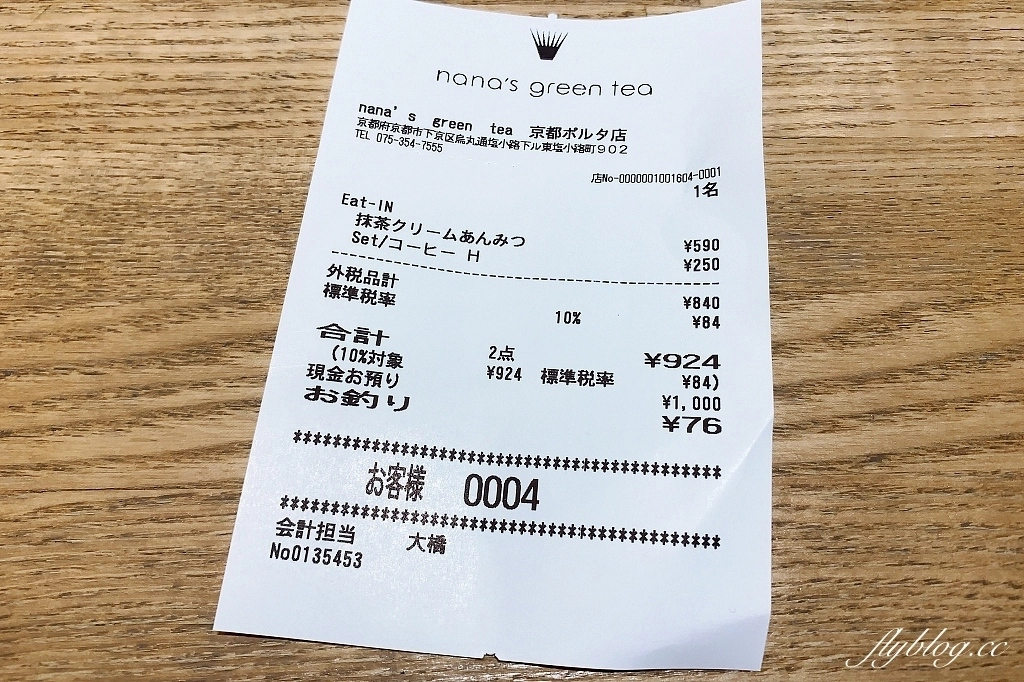 nana's green tea
nana's green tea 京都ポルタ店
京都府京都市下京区烏丸通塩小路下ル東塩小路町902
TEL 075-354-7555
店No-0000001001604-0001
1名
Eat-IN
抹茶クリームあんみつ ¥590
Set/コーヒー H ¥250
外税品計 ¥840
標準税率 10% ¥84
合計 2点 ¥924
(10%対象 ¥924 標準税率 ¥84)
現金お預り ¥1,000
お釣り ¥76
************************************
お客様 0004
************************************
会計担当 大橋
No0135453
flyblog.cc